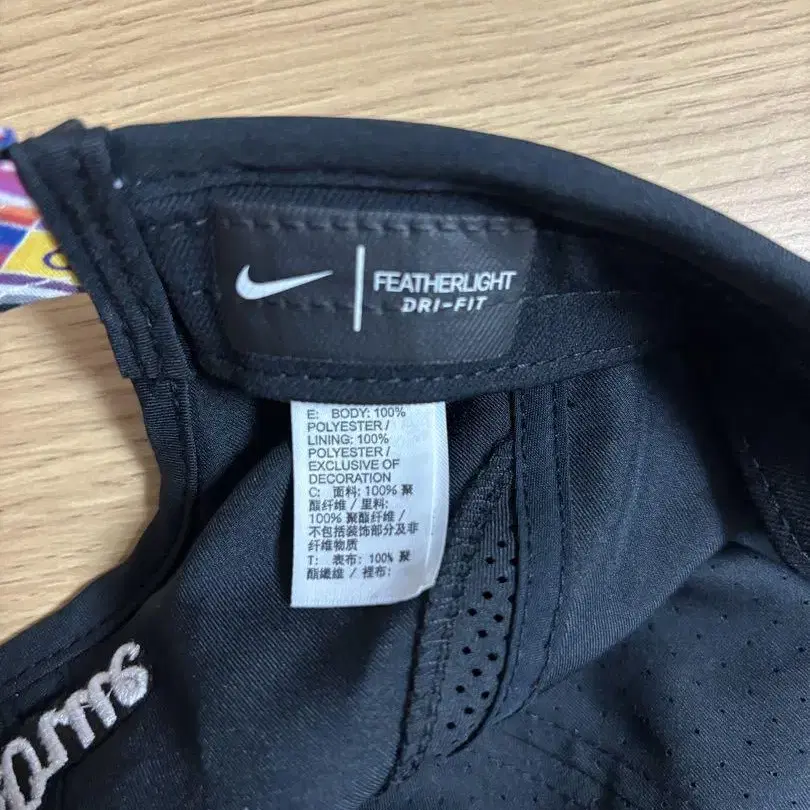 FEATHERLIGHT
DRI-FIT
E: BODY: 100%
POLYESTER /
LINING: 100%
POLYESTER /
EXCLUSIVE OF
DECORATION
C: 面料: 100% 聚
酯纤维 / 里料:
100% 聚酯纤维 /
不包括装饰部分及非
纤维物质
T: 表布: 100% 聚
酯纖維 / 裡布: